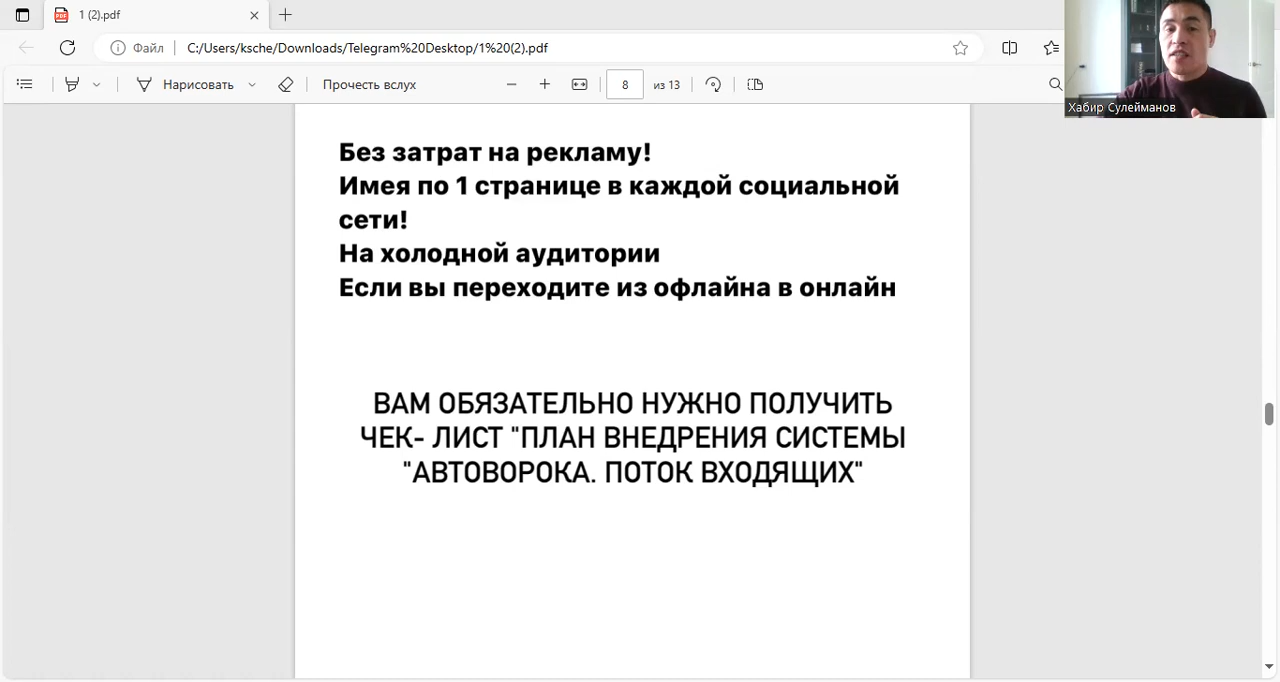 1 (2).pdf
Файл
C:/Users/ksche/Downloads/Telegram%20Desktop/1%20(2).pdf
Нарисовать
Прочесть вслух
8
из 13
Хабир Сулейманов
Без затрат на рекламу!
Имея по 1 странице в каждой социальной
сети!
На холодной аудитории
Если вы переходите из офлайна в онлайн
ВАМ ОБЯЗАТЕЛЬНО НУЖНО ПОЛУЧИТЬ
ЧЕК- ЛИСТ "ПЛАН ВНЕДРЕНИЯ СИСТЕМЫ
"АВТОВОРОКА. ПОТОК ВХОДЯЩИХ"